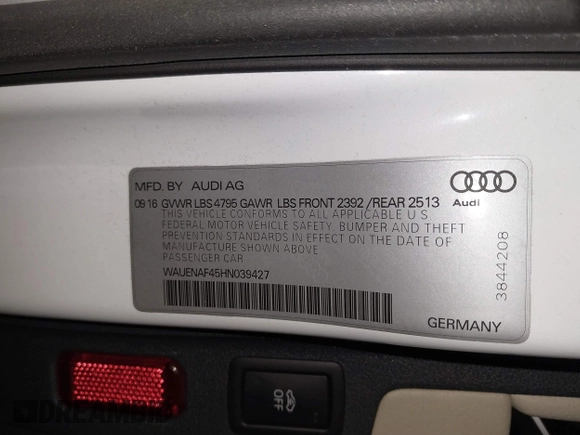 MFD. BY AUDI AG
09 16 GVWR LBS 4795 GAWR LBS FRONT 2392 /REAR 2513
THIS VEHICLE CONFORMS TO ALL APPLICABLE U S
FEDERAL MOTOR VEHICLE SAFETY, BUMPER AND THEFT
PREVENTION STANDARDS IN EFFECT ON THE DATE OF
MANUFACTURE SHOWN ABOVE
PASSENGER CAR
WAUENAF45HN039427
Audi
3844208
GERMANY
OFF
DREAMBID